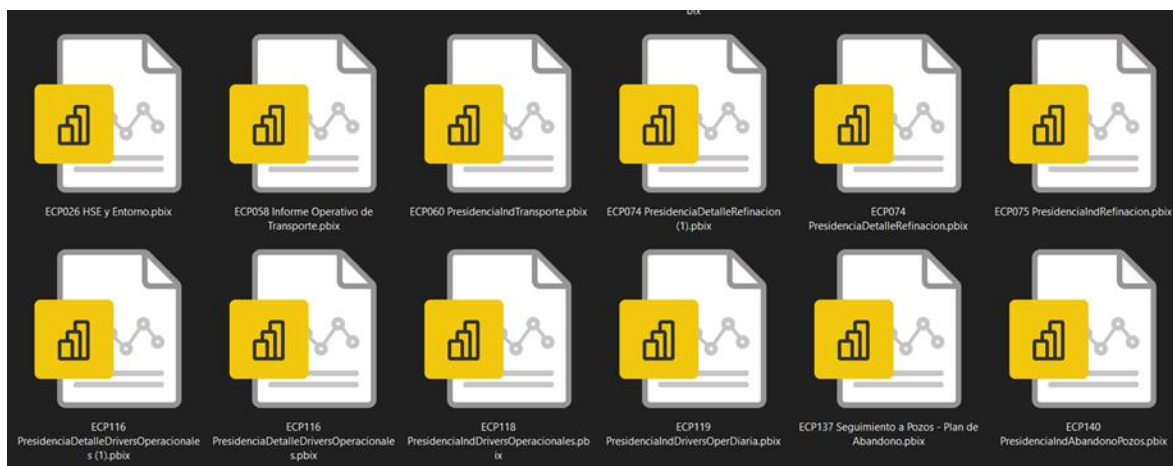 bix
ECP026 HSE y Entorno.pbix
ECP058 Informe Operativo de
Transporte.pbix
ECP060 PresidenciaIndTransporte.pbix
ECP074 PresidenciaDetalleRefinacion
(1).pbix
ECP074
PresidenciaDetalleRefinacion.pbix
ECP075 PresidenciaIndRefinacion.pbix
ECP116
PresidenciaDetalleDriversOperacionale
s (1).pbix
ECP116
PresidenciaDetalleDriversOperacionale
s.pbix
ECP118
PresidenciaIndDriversOperacionales.pb
ix
ECP119
PresidenciaIndDriversOperDiaria.pbix
ECP137 Seguimiento a Pozos - Plan de
Abandono.pbix
ECP140
PresidenciaIndAbandonoPozos.pbix